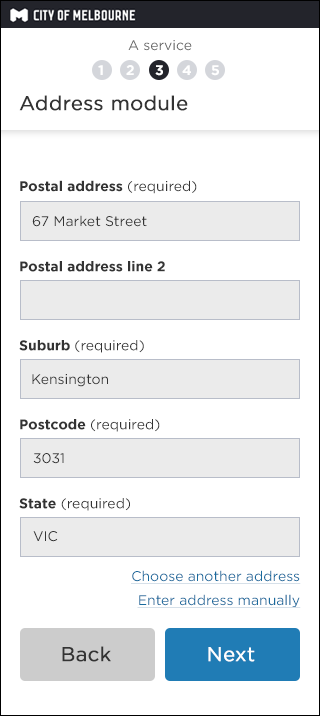 CITY OF MELBOURNE
A service
1 2 3 4 5
Address module
Postal address (required)
67 Market Street
Postal address line 2
Suburb (required)
Kensington
Postcode (required)
3031
State (required)
VIC
Choose another address
Enter address manually
Back Next